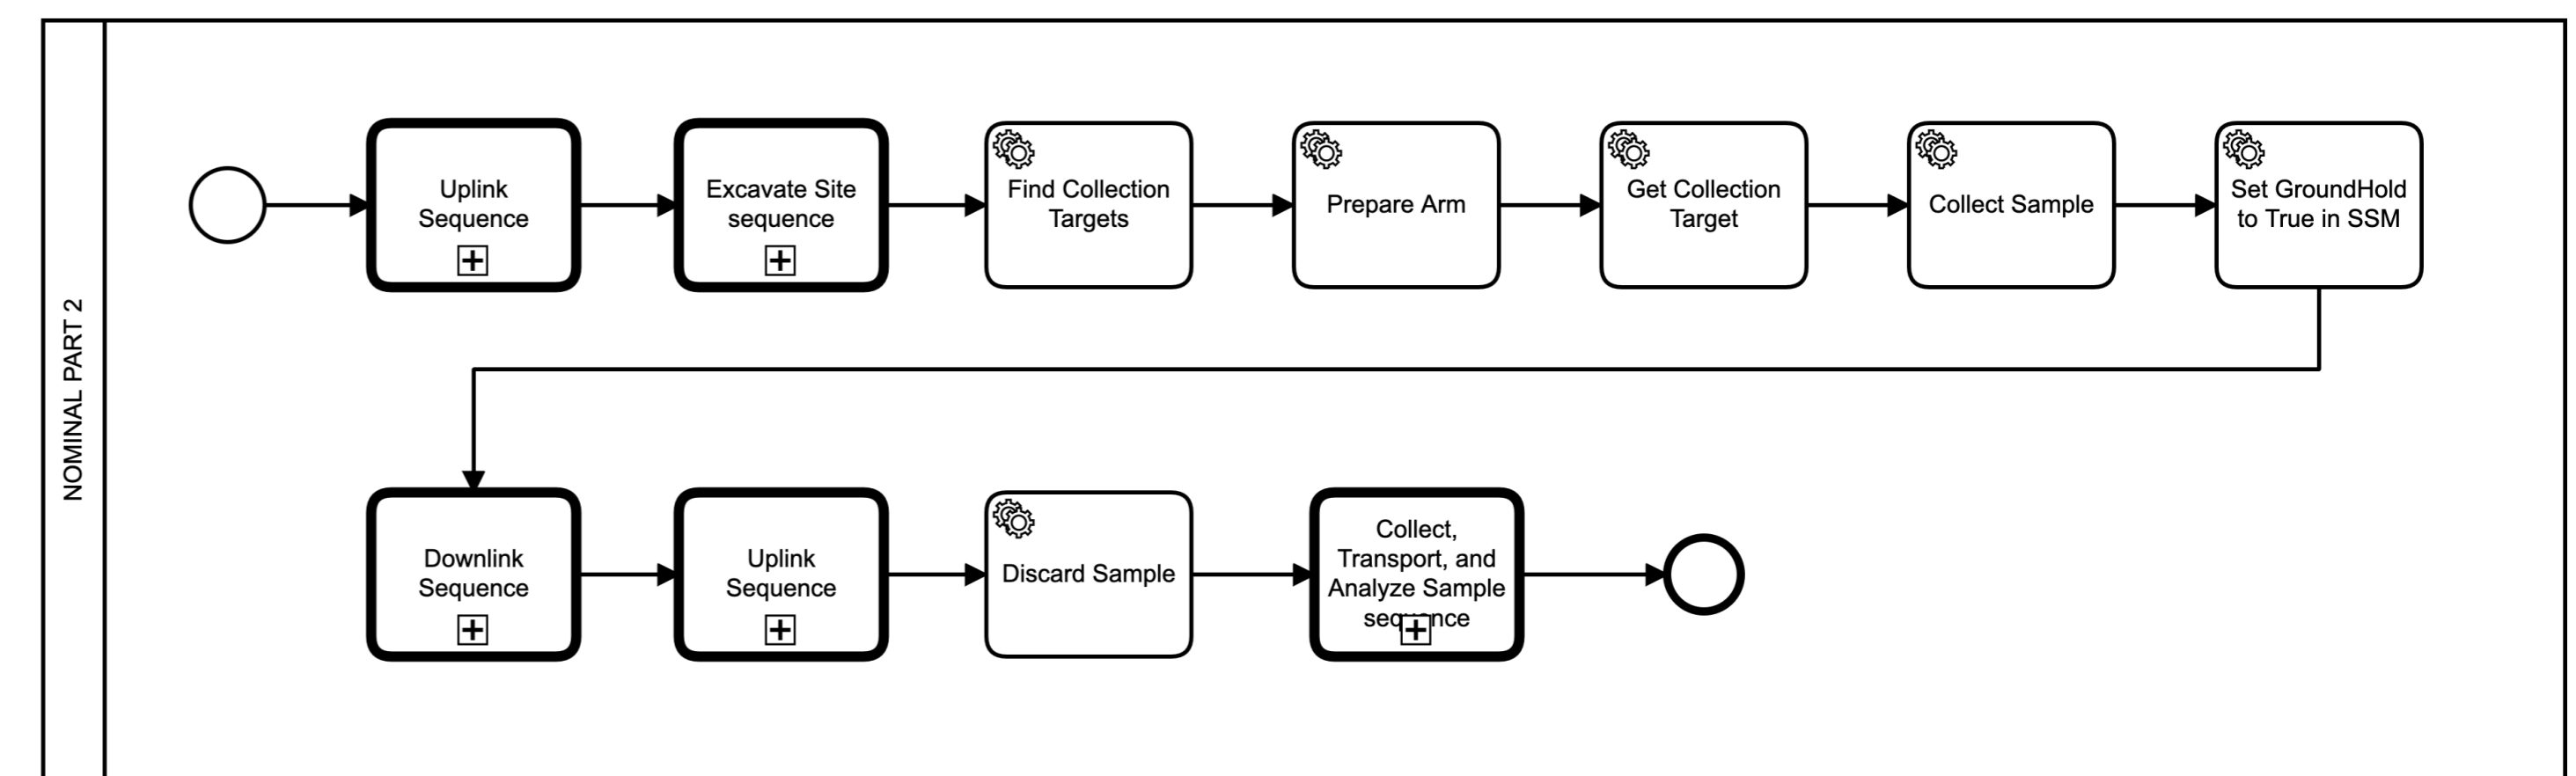 NOMINAL PART 2
Uplink
Sequence
Excavate Site
sequence
Find Collection
Targets
Prepare Arm
Get Collection
Target
Collect Sample
Set GroundHold
to True in SSM
Downlink
Sequence
Uplink
Sequence
Discard Sample
Collect,
Transport, and
Analyze Sample
sequence